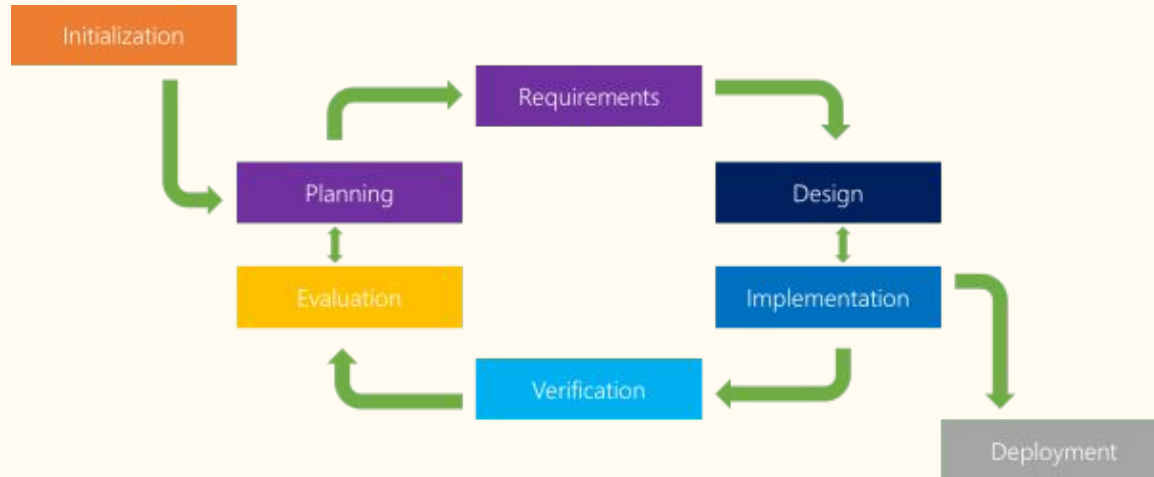 Initialization
Requirements
Planning
Design
Evaluation
Implementation
Verification
Deployment